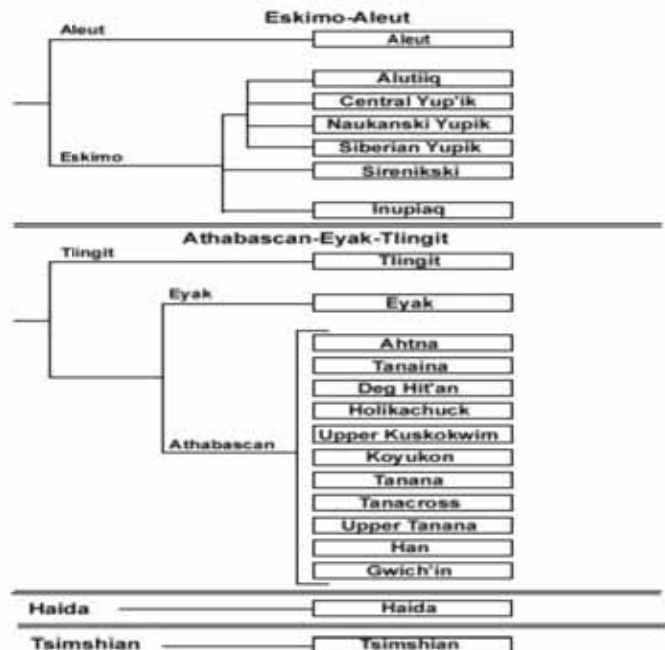 Eskimo-Aleut
Aleut
Aleut
Alutiiq
Central Yup'ik
Naukanski Yupik
Siberian Yupik
Eskimo
Sirenikski
Inupiaq
Athabascan-Eyak-Tlingit
Tlingit
Tlingit
Eyak
Eyak
Ahtna
Tanaina
Deg Hit'an
Holikachuck
Upper Kuskokwim
Athabascan
Koyukon
Tanana
Tanacross
Upper Tanana
Han
Gwich'in
Haida
Haida
Tsimshian
Tsimshian